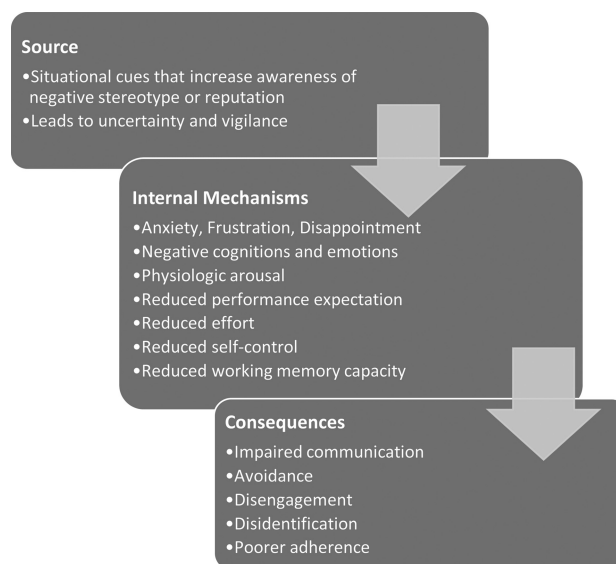 Source
•Situational cues that increase awareness of
negative stereotype or reputation
•Leads to uncertainty and vigilance
Internal Mechanisms
•Anxiety, Frustration, Disappointment
•Negative cognitions and emotions
•Physiologic arousal
•Reduced performance expectation
•Reduced effort
•Reduced self-control
•Reduced working memory capacity
Consequences
•Impaired communication
•Avoidance
•Disengagement
•Disidentification
•Poorer adherence